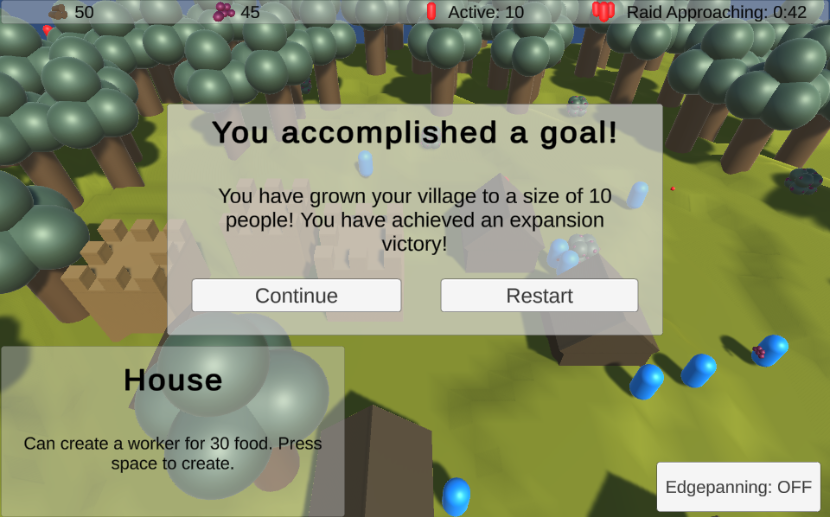 50 45 Active: 10 Raid Approaching: 0:42
You accomplished a goal!
You have grown your village to a size of 10
people! You have achieved an expansion
victory!
Continue Restart
House
Can create a worker for 30 food. Press
space to create.
Edgepanning: OFF